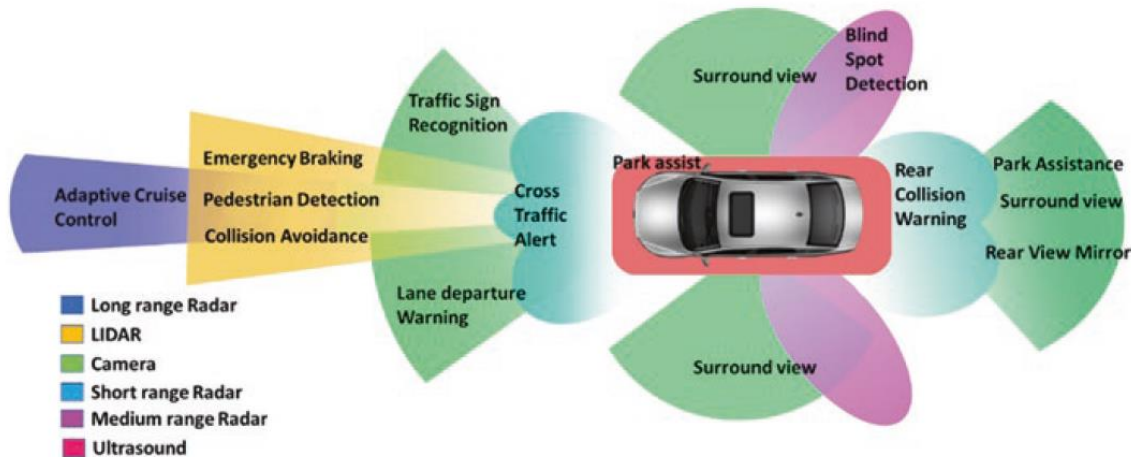 Blind
Spot
Detection
Surround view
Traffic Sign
Recognition
Emergency Braking
Park assist
Rear
Collision
Warning
Park Assistance
Adaptive Cruise
Control
Pedestrian Detection
Cross
Traffic
Alert
Surround view
Collision Avoidance
Rear View Mirror
Lane departure
Warning
Surround view
Long range Radar
LIDAR
Camera
Short range Radar
Medium range Radar
Ultrasound